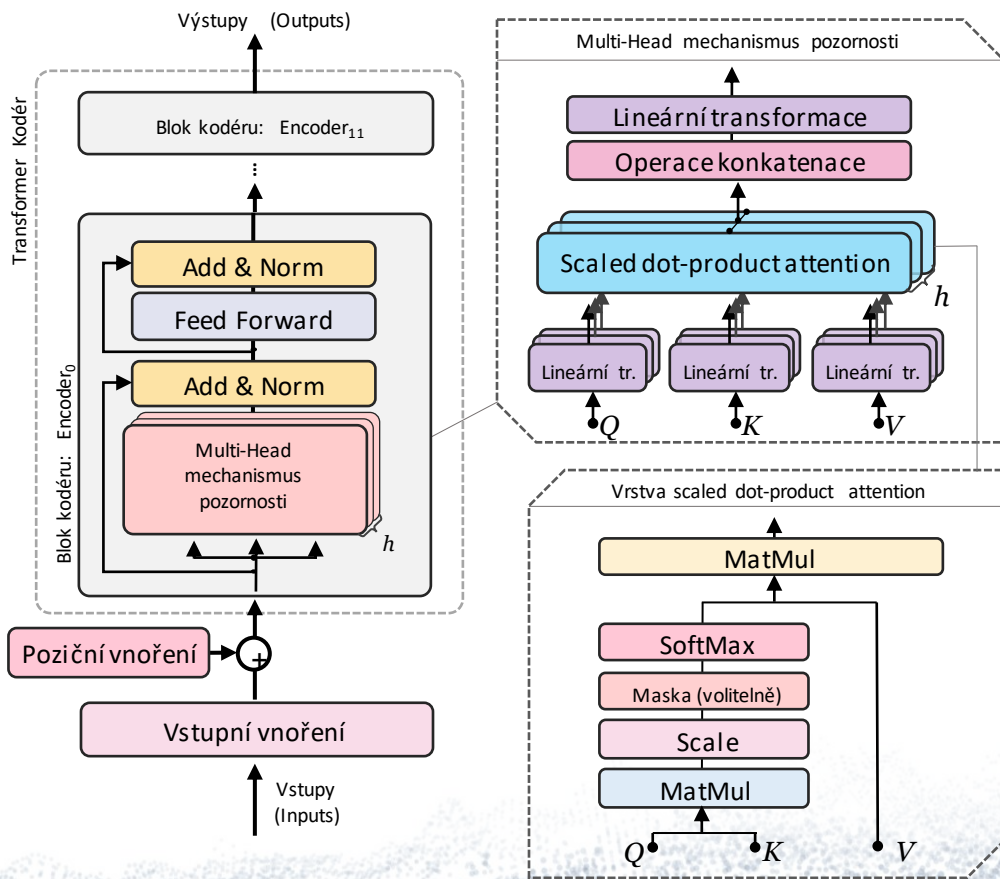 Výstupy (Outputs)
Transformer Kodér
Blok kodéru: Encoder₁₁
...
Blok kodéru: Encoder₀
Add & Norm
Feed Forward
Add & Norm
Multi-Head
mechanismus
pozornosti
h
Poziční vnoření
+
Vstupní vnoření
Vstupy
(Inputs)
Multi-Head mechanismus pozornosti
Lineární transformace
Operace konkatenace
Scaled dot-product attention
h
Lineární tr. Lineární tr. Lineární tr.
Q K V
Vrstva scaled dot-product attention
MatMul
SoftMax
Maska (volitelně)
Scale
MatMul
Q K V